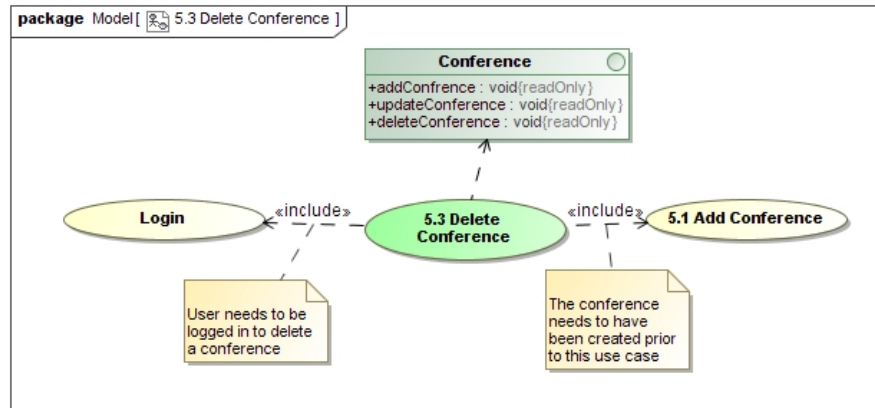 package Model[ 5.3 Delete Conference ]
Conference
+addConfrence : void{readOnly}
+updateConference : void{readOnly}
+deleteConference : void{readOnly}
Login
«include»
5.3 Delete
Conference
«include»
5.1 Add Conference
User needs to be
logged in to delete
a conference
The conference
needs to have
been created prior
to this use case